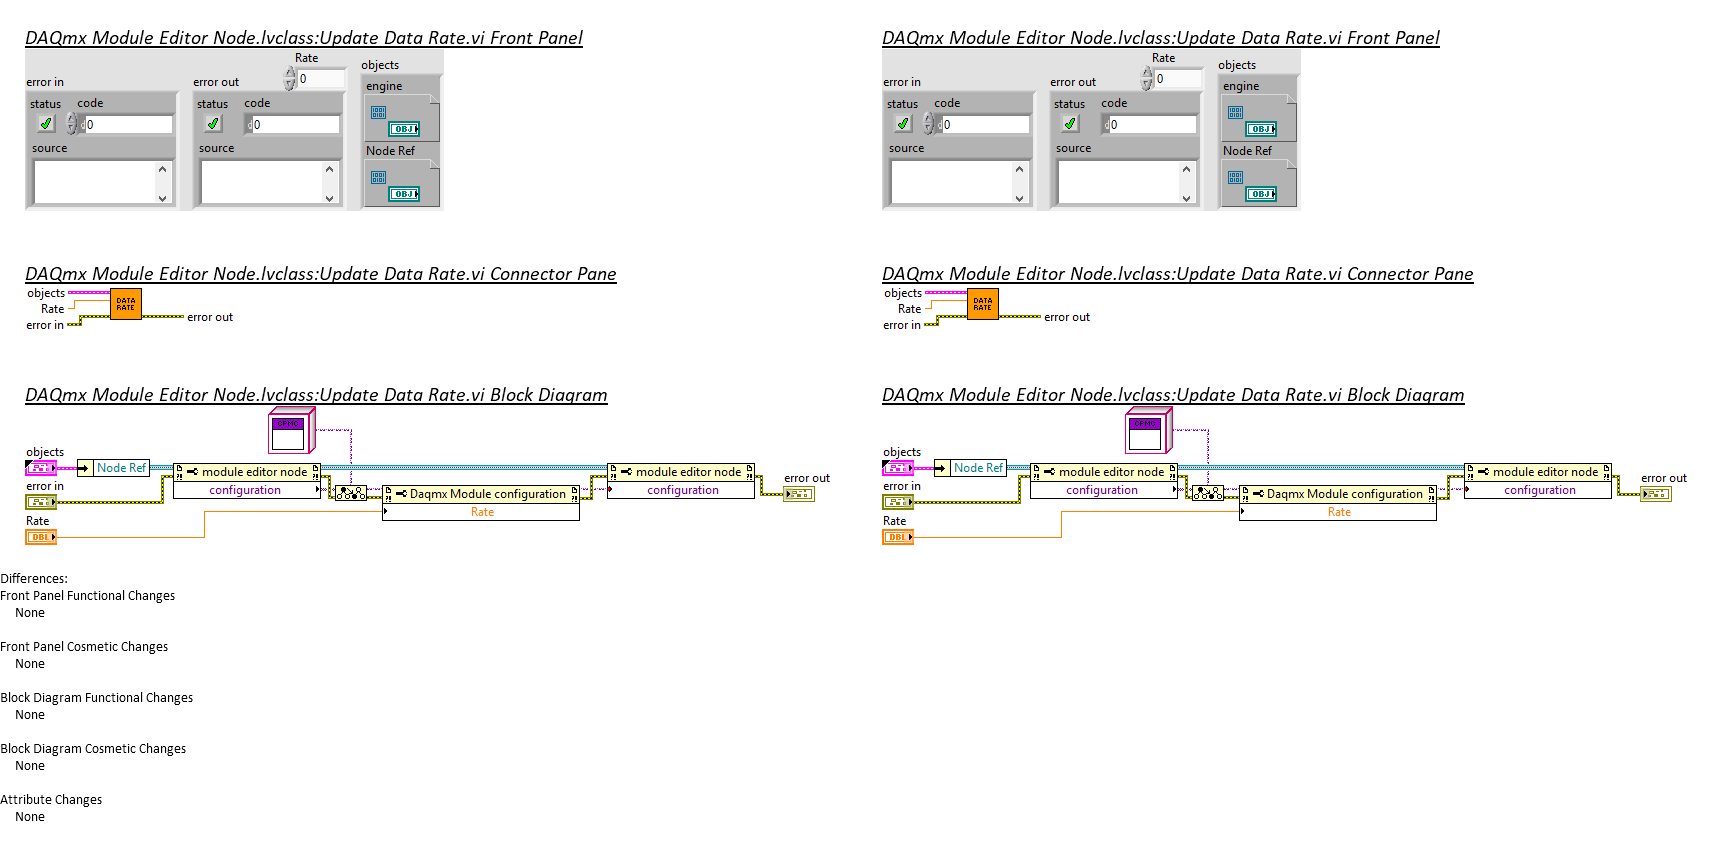 DAQmx Module Editor Node.lvclass:Update Data Rate.vi Front Panel
Rate
0
objects
error in
error out
engine
status
code
status
code
OBJ
d 0
d 0
source
source
Node Ref
OBJ
DAQmx Module Editor Node.lvclass:Update Data Rate.vi Connector Pane
objects
Rate
error in
DATA
RATE
error out
DAQmx Module Editor Node.lvclass:Update Data Rate.vi Block Diagram
objects
Node Ref
module editor node
configuration
error in
Daqmx Module configuration
Rate
module editor node
configuration
error out
Rate
DBL
DAQmx Module Editor Node.lvclass:Update Data Rate.vi Front Panel
Rate
0
objects
error in
error out
engine
status
code
status
code
OBJ
d 0
d 0
source
source
Node Ref
OBJ
DAQmx Module Editor Node.lvclass:Update Data Rate.vi Connector Pane
objects
Rate
error in
DATA
RATE
error out
DAQmx Module Editor Node.lvclass:Update Data Rate.vi Block Diagram
objects
Node Ref
module editor node
configuration
error in
Daqmx Module configuration
Rate
module editor node
configuration
error out
Rate
DBL
Differences:
Front Panel Functional Changes
None
Front Panel Cosmetic Changes
None
Block Diagram Functional Changes
None
Block Diagram Cosmetic Changes
None
Attribute Changes
None